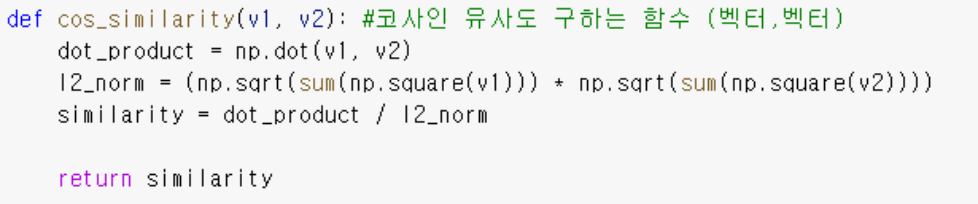 def cos_similarity(v1, v2): #코사인 유사도 구하는 함수 (벡터,벡터)
    dot_product = np.dot(v1, v2)
    l2_norm = (np.sqrt(sum(np.square(v1))) * np.sqrt(sum(np.square(v2))))
    similarity = dot_product / l2_norm

    return similarity